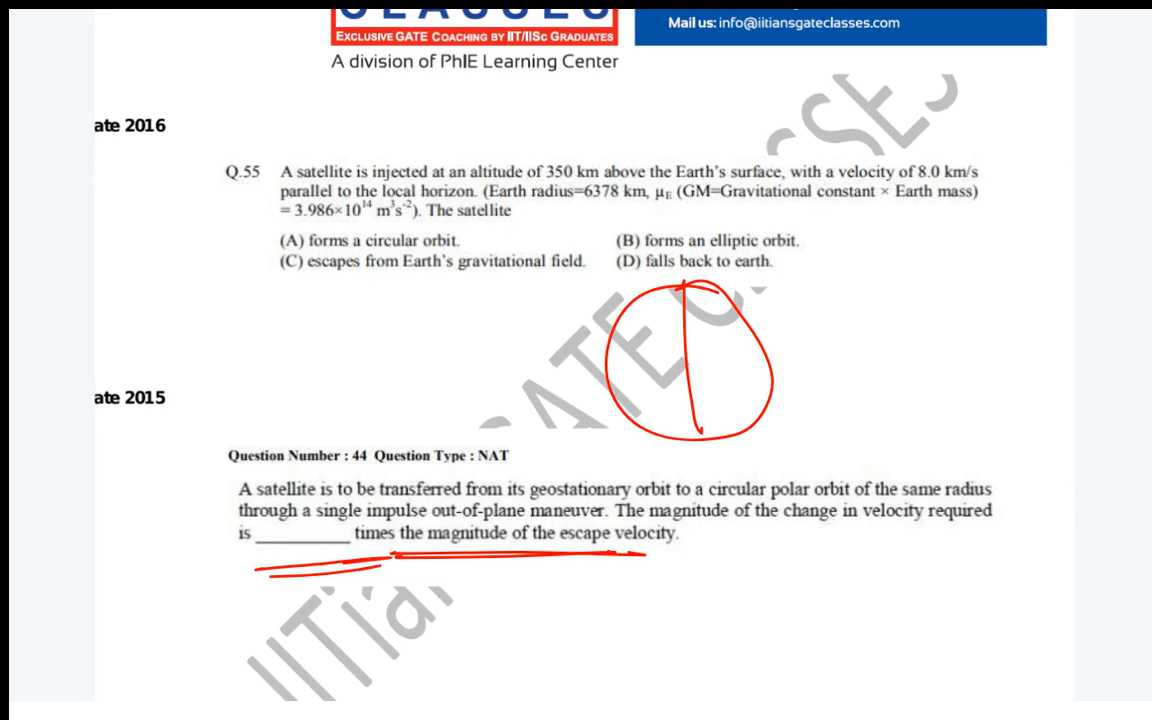 CLASSES
EXCLUSIVE GATE COACHING BY IIT/IISc GRADUATES
Mail us: info@iitiansgateclasses.com
A division of PhIE Learning Center
ate 2016
Q.55 A satellite is injected at an altitude of 350 km above the Earth's surface, with a velocity of 8.0 km/s
parallel to the local horizon. (Earth radius=6378 km, μE (GM=Gravitational constant × Earth mass)
= 3.986×10¹⁴ m³s⁻²). The satellite
(A) forms a circular orbit. (B) forms an elliptic orbit.
(C) escapes from Earth's gravitational field. (D) falls back to earth.
ate 2015
Question Number : 44 Question Type : NAT
A satellite is to be transferred from its geostationary orbit to a circular polar orbit of the same radius
through a single impulse out-of-plane maneuver. The magnitude of the change in velocity required
is __________ times the magnitude of the escape velocity.
IITian GATE CLASSES